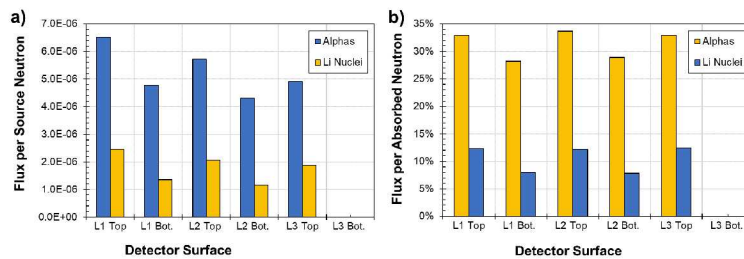 a)
Flux per Source Neutron
7.0E-06
6.0E-06
5.0E-06
4.0E-06
3.0E-06
2.0E-06
1.0E-06
0.0E+00
Alphas
Li Nuclei
L1 Top
L1 Bot.
L2 Top
L2 Bot.
L3 Top
L3 Bot.
Detector Surface
b)
Flux per Absorbed Neutron
35%
30%
25%
20%
15%
10%
5%
0%
Alphas
Li Nuclei
L1 Top
L1 Bot.
L2 Top
L2 Bot.
L3 Top
L3 Bot.
Detector Surface